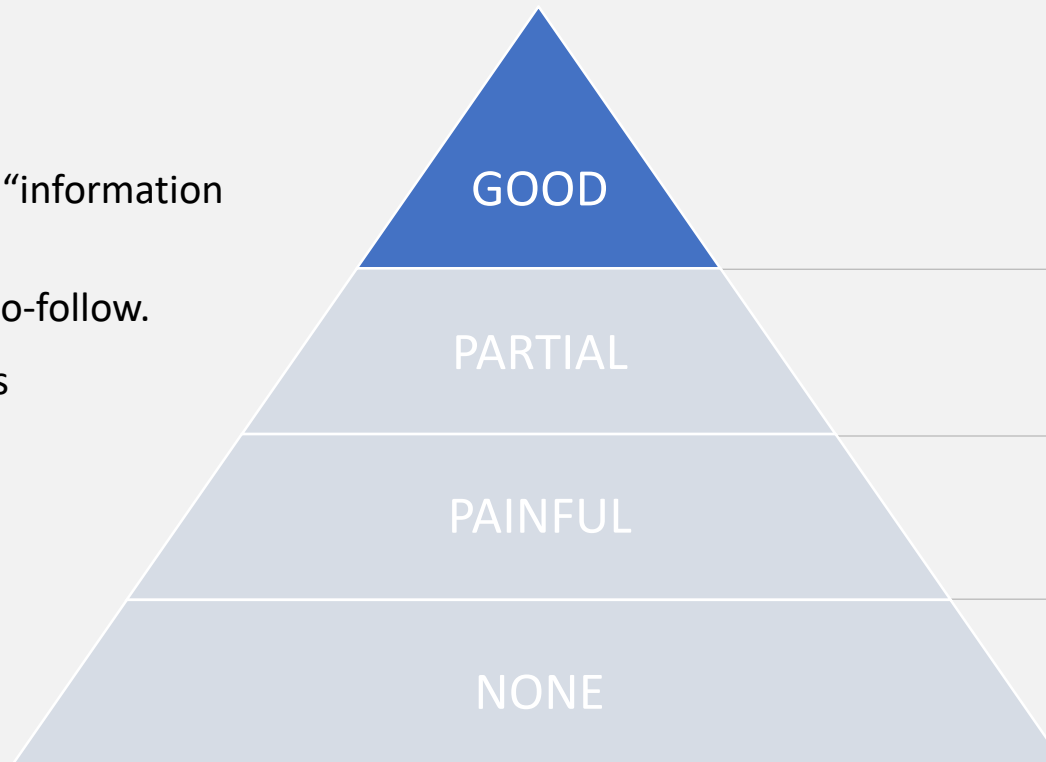 “information
o-follow.
s
GOOD
PARTIAL
PAINFUL
NONE